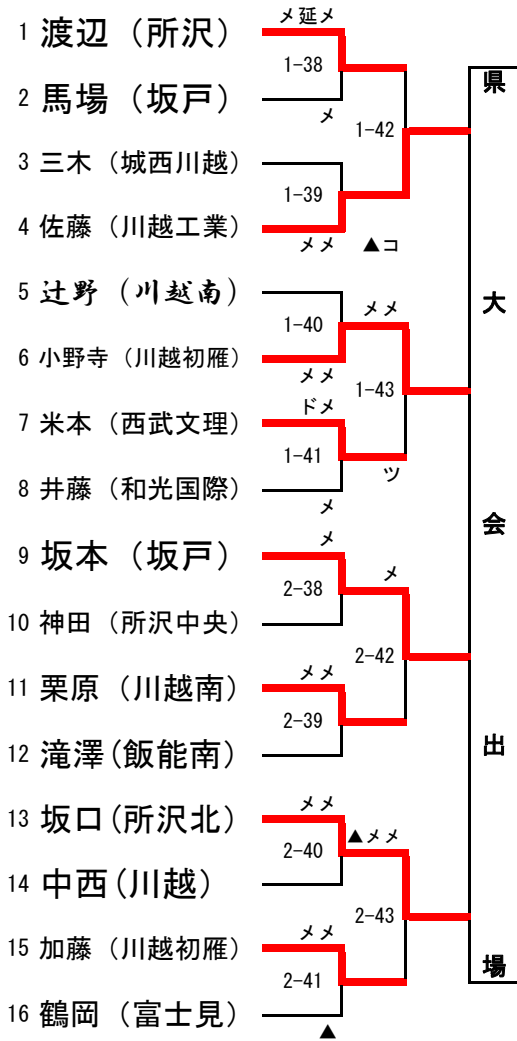 メ延メ
1 渡辺（所沢）
1-38
2 馬場（坂戸）
メ
1-42
3 三木（城西川越）
1-39
4 佐藤（川越工業）
メメ ▲コ
5 辻野（川越南）
1-40 メメ
6 小野寺（川越初雁）
メメ
1-43
ドメ
7 米本（西武文理）
1-41
ツ
8 井藤（和光国際）
メ
メ
9 坂本（坂戸）
2-38 メ
10 神田（所沢中央）
2-42
メメ
11 栗原（川越南）
2-39
12 滝澤(飯能南)
メメ
13 坂口(所沢北)
2-40 ▲メメ
14 中西(川越)
2-43
メメ
15 加藤（川越初雁）
2-41
16 鶴岡（富士見）
▲
県大会出場